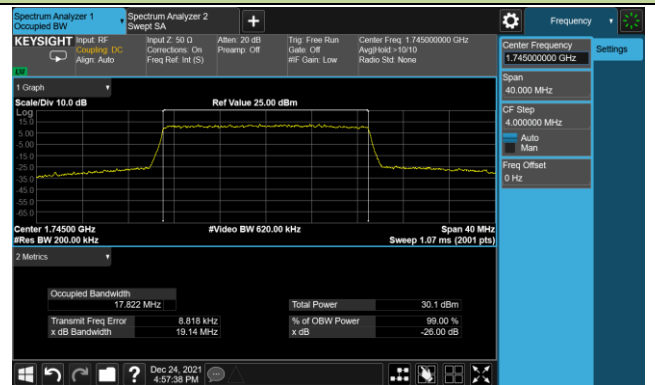 Spectrum Analyzer 1
Occupied BW
Spectrum Analyzer 2
Swept SA
+
Frequency
KEYSIGHT
Input: RF
Coupling: DC
Align: Auto
Input Z: 50 Ω
Corrections: On
Freq Ref: Int (S)
Atten: 20 dB
Preamp: Off
Trig: Free Run
Gate: Off
#IF Gain: Low
Center Freq: 1.745000000 GHz
Avg|Hold:>10/10
Radio Std: None
Center Frequency
1.745000000 GHz
Settings
Span
40.000 MHz
CF Step
4.000000 MHz
Auto
Man
Freq Offset
0 Hz
1 Graph
Scale/Div 10.0 dB
Ref Value 25.00 dBm
Log
15.0
5.00
-5.00
-15.0
-25.0
-35.0
-45.0
-55.0
-65.0
Center 1.74500 GHz
#Video BW 620.00 kHz
Span 40 MHz
#Res BW 200.00 kHz
Sweep 1.07 ms (2001 pts)
2 Metrics
Occupied Bandwidth
17.822 MHz
Total Power
30.1 dBm
Transmit Freq Error
8.818 kHz
% of OBW Power
99.00 %
x dB Bandwidth
19.14 MHz
x dB
-26.00 dB
?
Dec 24, 2021
4:57:38 PM